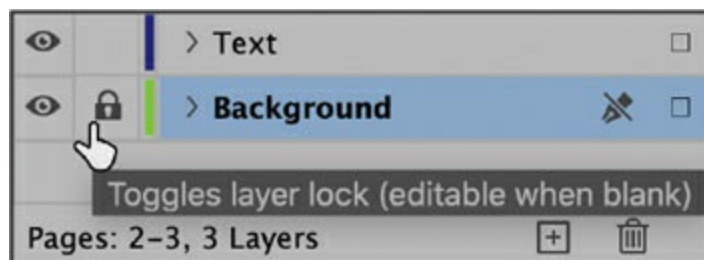 Text
Background
Toggles layer lock (editable when blank)
Pages: 2–3, 3 Layers